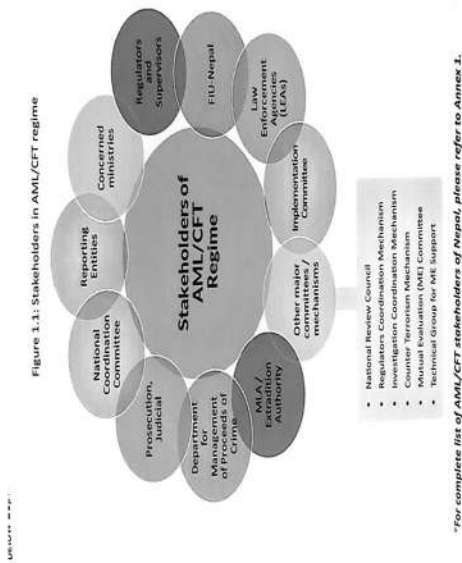 Figure 1.1: Stakeholders in AML/CFT regime
Reporting
Entities
Concerned
ministries
Regulators
and
Supervisors
FIU-Nepal
Law
Enforcement
Agencies
(LEAs)
Implementation
Committee
Other major
committees /
mechanisms
MLA /
Extradition
Authority
Department
for
Management
of Proceeds of
Crime
Prosecution,
Judicial
National
Coordination
Committee
Stakeholders of
AML/CFT
Regime
• National Review Council
• Regulators Coordination Mechanism
• Investigation Coordination Mechanism
• Counter Terrorism Mechanism
• Mutual Evaluation (ME) Committee
• Technical Group for ME Support
*For complete list of AML/CFT stakeholders of Nepal, please refer to Annex 1.